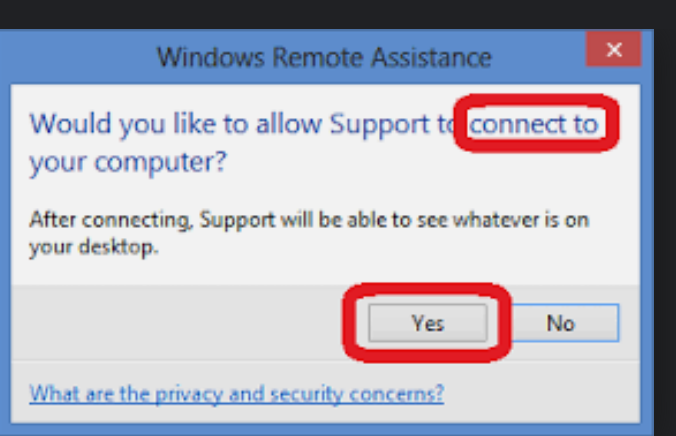 Windows Remote Assistance
Would you like to allow Support to connect to
your computer?
After connecting, Support will be able to see whatever is on
your desktop.
Yes No
What are the privacy and security concerns?